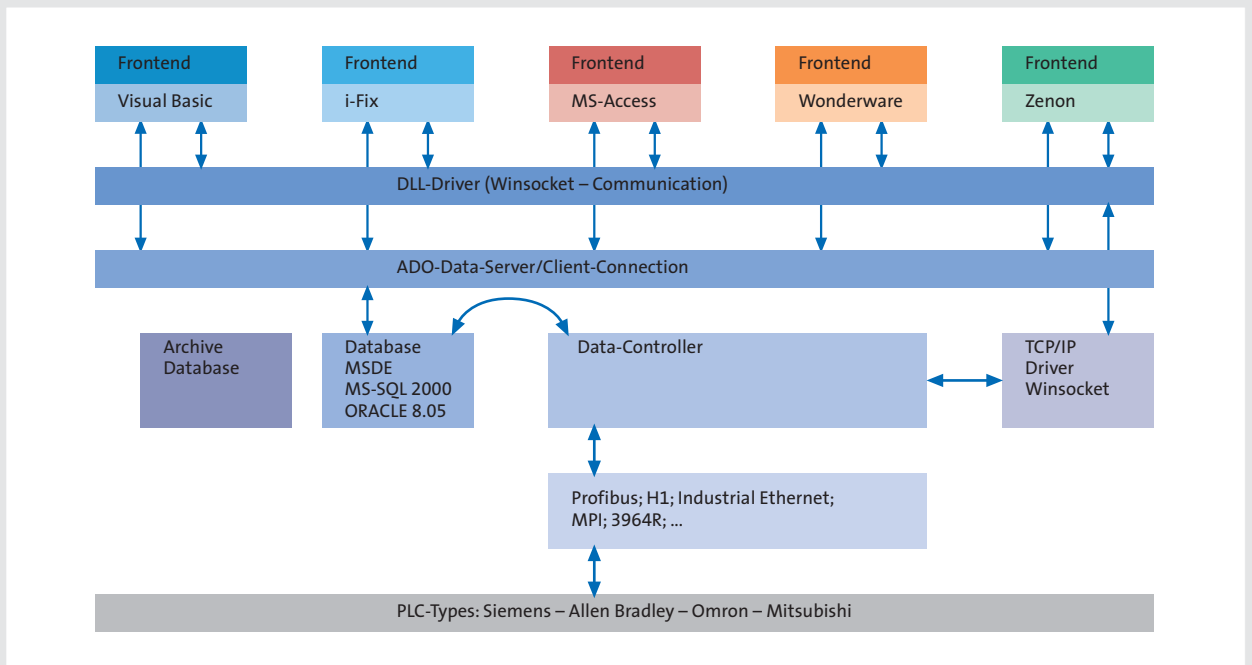 Frontend
Visual Basic
Frontend
i-Fix
Frontend
MS-Access
Frontend
Wonderware
Frontend
Zenon
DLL-Driver (Winsocket – Communication)
ADO-Data-Server/Client-Connection
Archive
Database
Database
MSDE
MS-SQL 2000
ORACLE 8.05
Data-Controller
TCP/IP
Driver
Winsocket
Profibus; H1; Industrial Ethernet;
MPI; 3964R; ...
PLC-Types: Siemens – Allen Bradley – Omron – Mitsubishi